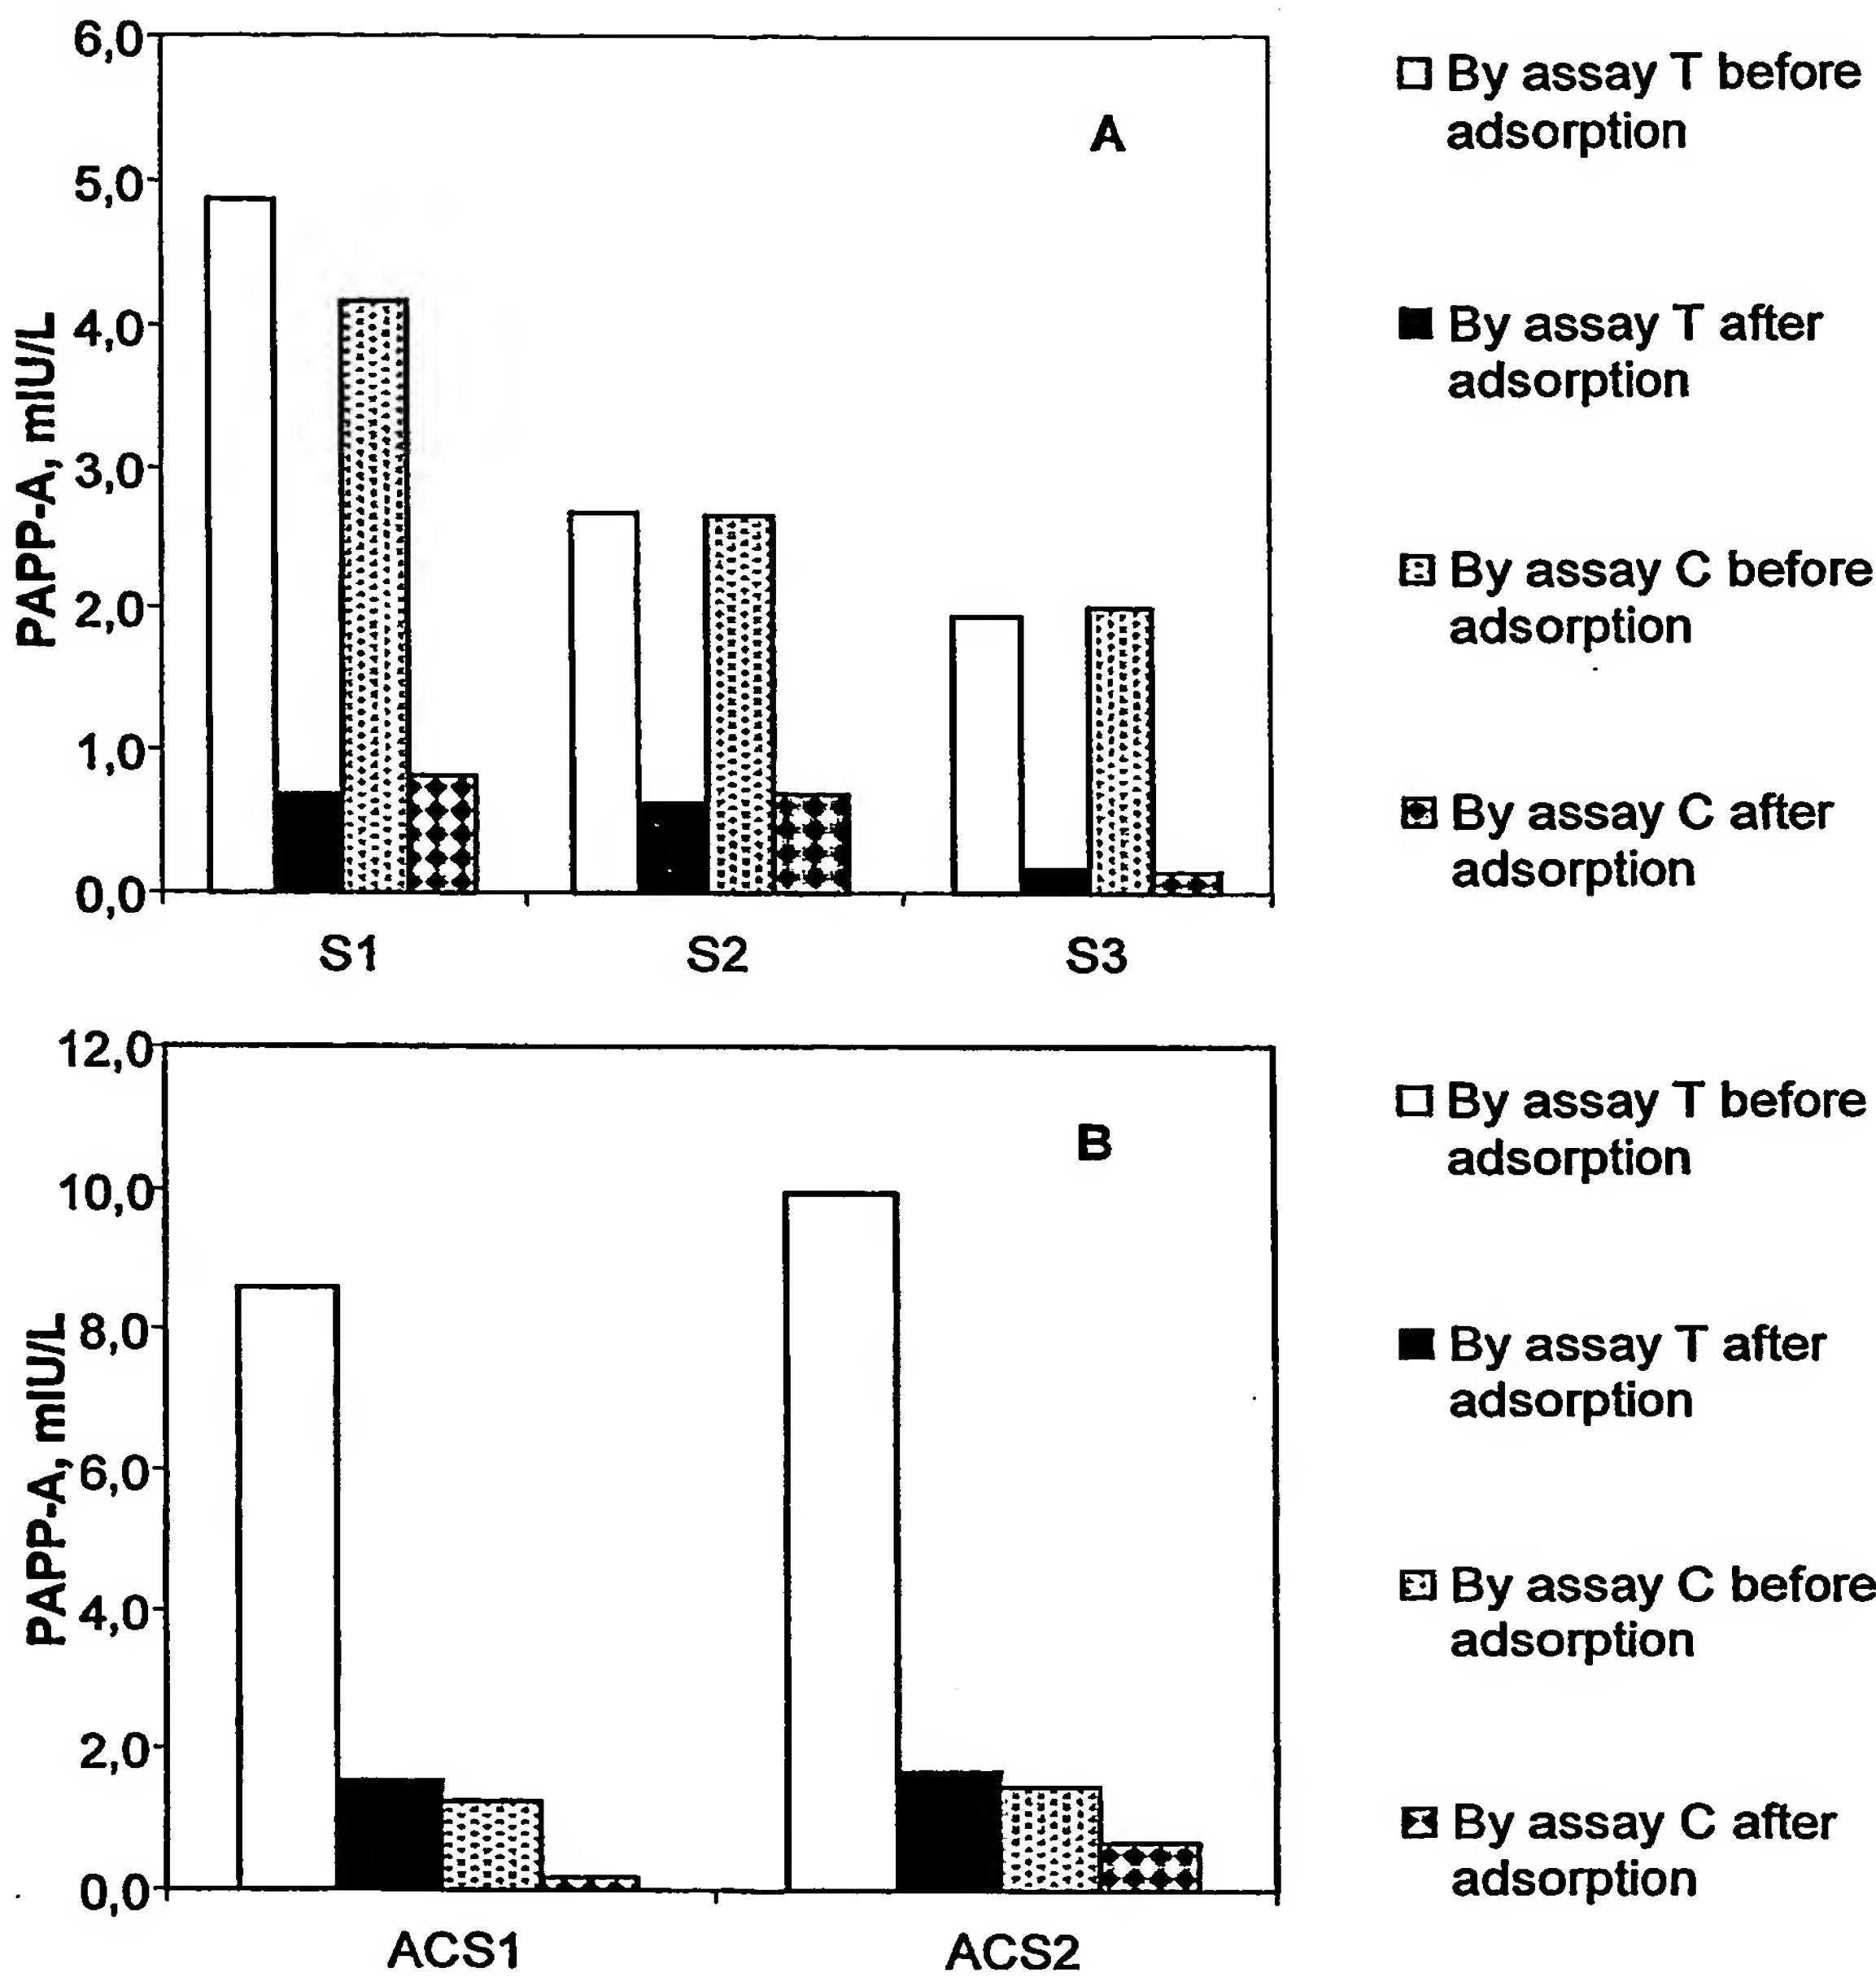 6,0
5,0
4,0
3,0
2,0
1,0
0,0
PAPP-A, mIU/L
A
S1 S2 S3
By assay T before
adsorption
By assay T after
adsorption
By assay C before
adsorption
By assay C after
adsorption
12,0
10,0
8,0
6,0
4,0
2,0
0,0
PAPP-A, mIU/L
B
ACS1 ACS2
By assay T before
adsorption
By assay T after
adsorption
By assay C before
adsorption
By assay C after
adsorption